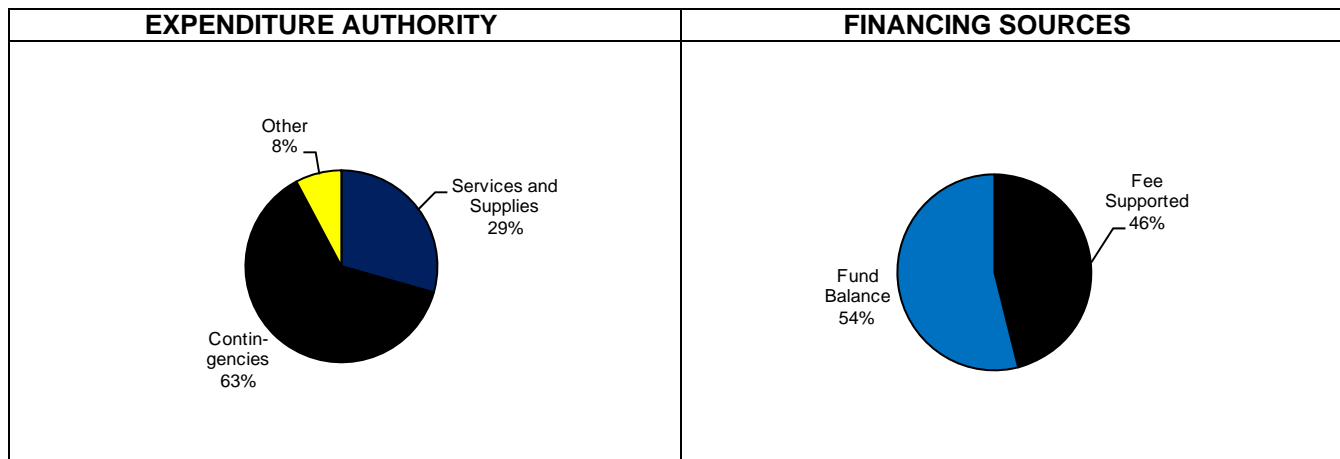 EXPENDITURE AUTHORITY
Other
8%
Services and
Supplies
29%
Contin-
gencies
63%
FINANCING SOURCES
Fee
Supported
46%
Fund
Balance
54%